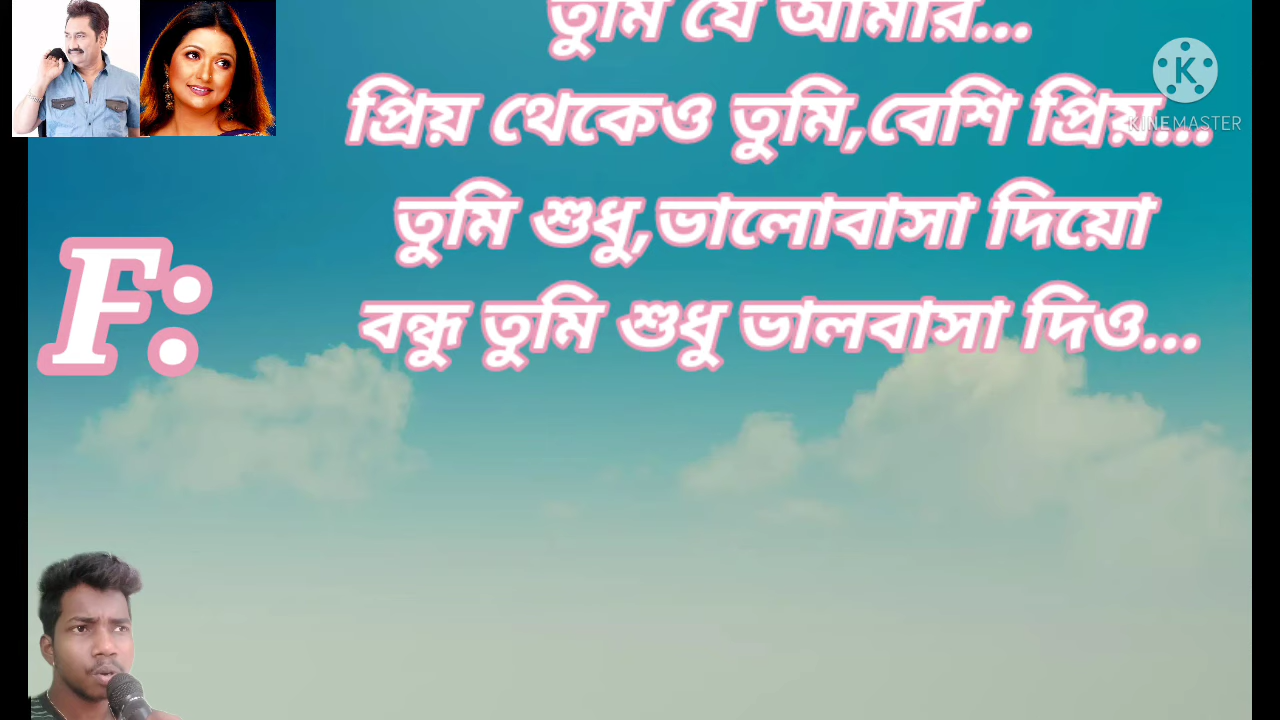 তুমি যে আমার...
প্রিয় থেকেও তুমি,বেশি প্রিয়...
তুমি শুধু,ভালোবাসা দিয়ো
F:
বন্ধু তুমি শুধু ভালবাসা দিও...
K
KINEMASTER